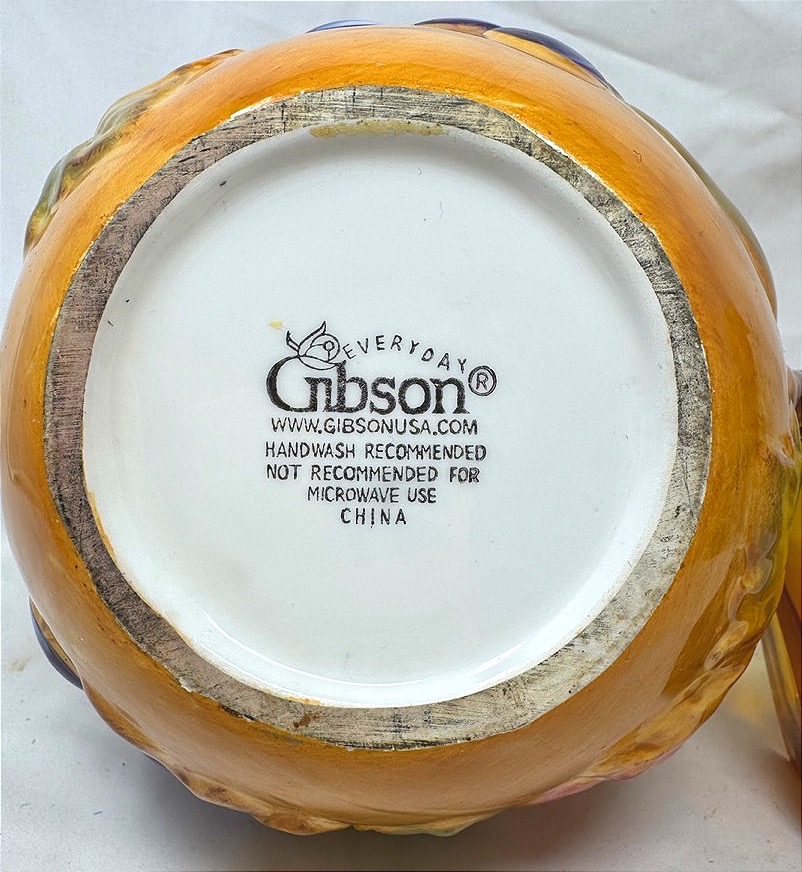 EVERYDAY
Gibson®
WWW.GIBSONUSA.COM
HANDWASH RECOMMENDED
NOT RECOMMENDED FOR
MICROWAVE USE
CHINA